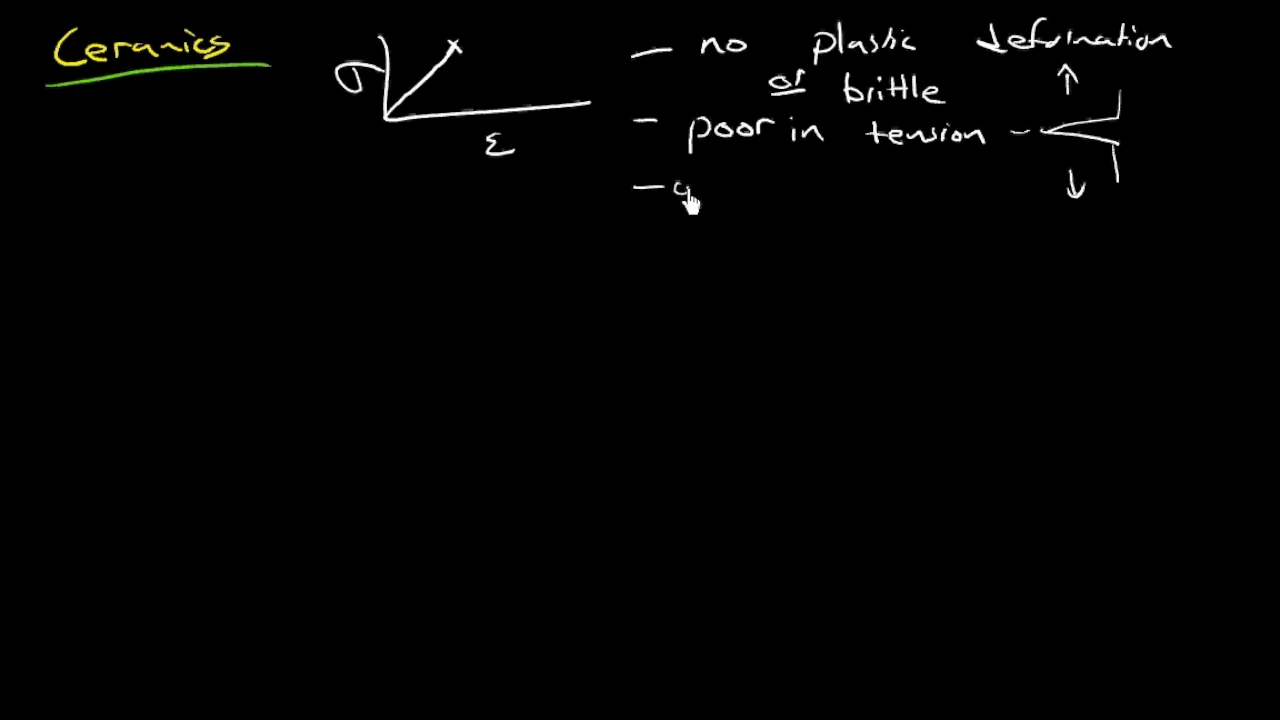 Ceramics
σ
ε
– no plastic deformation
or brittle
– poor in tension –
–